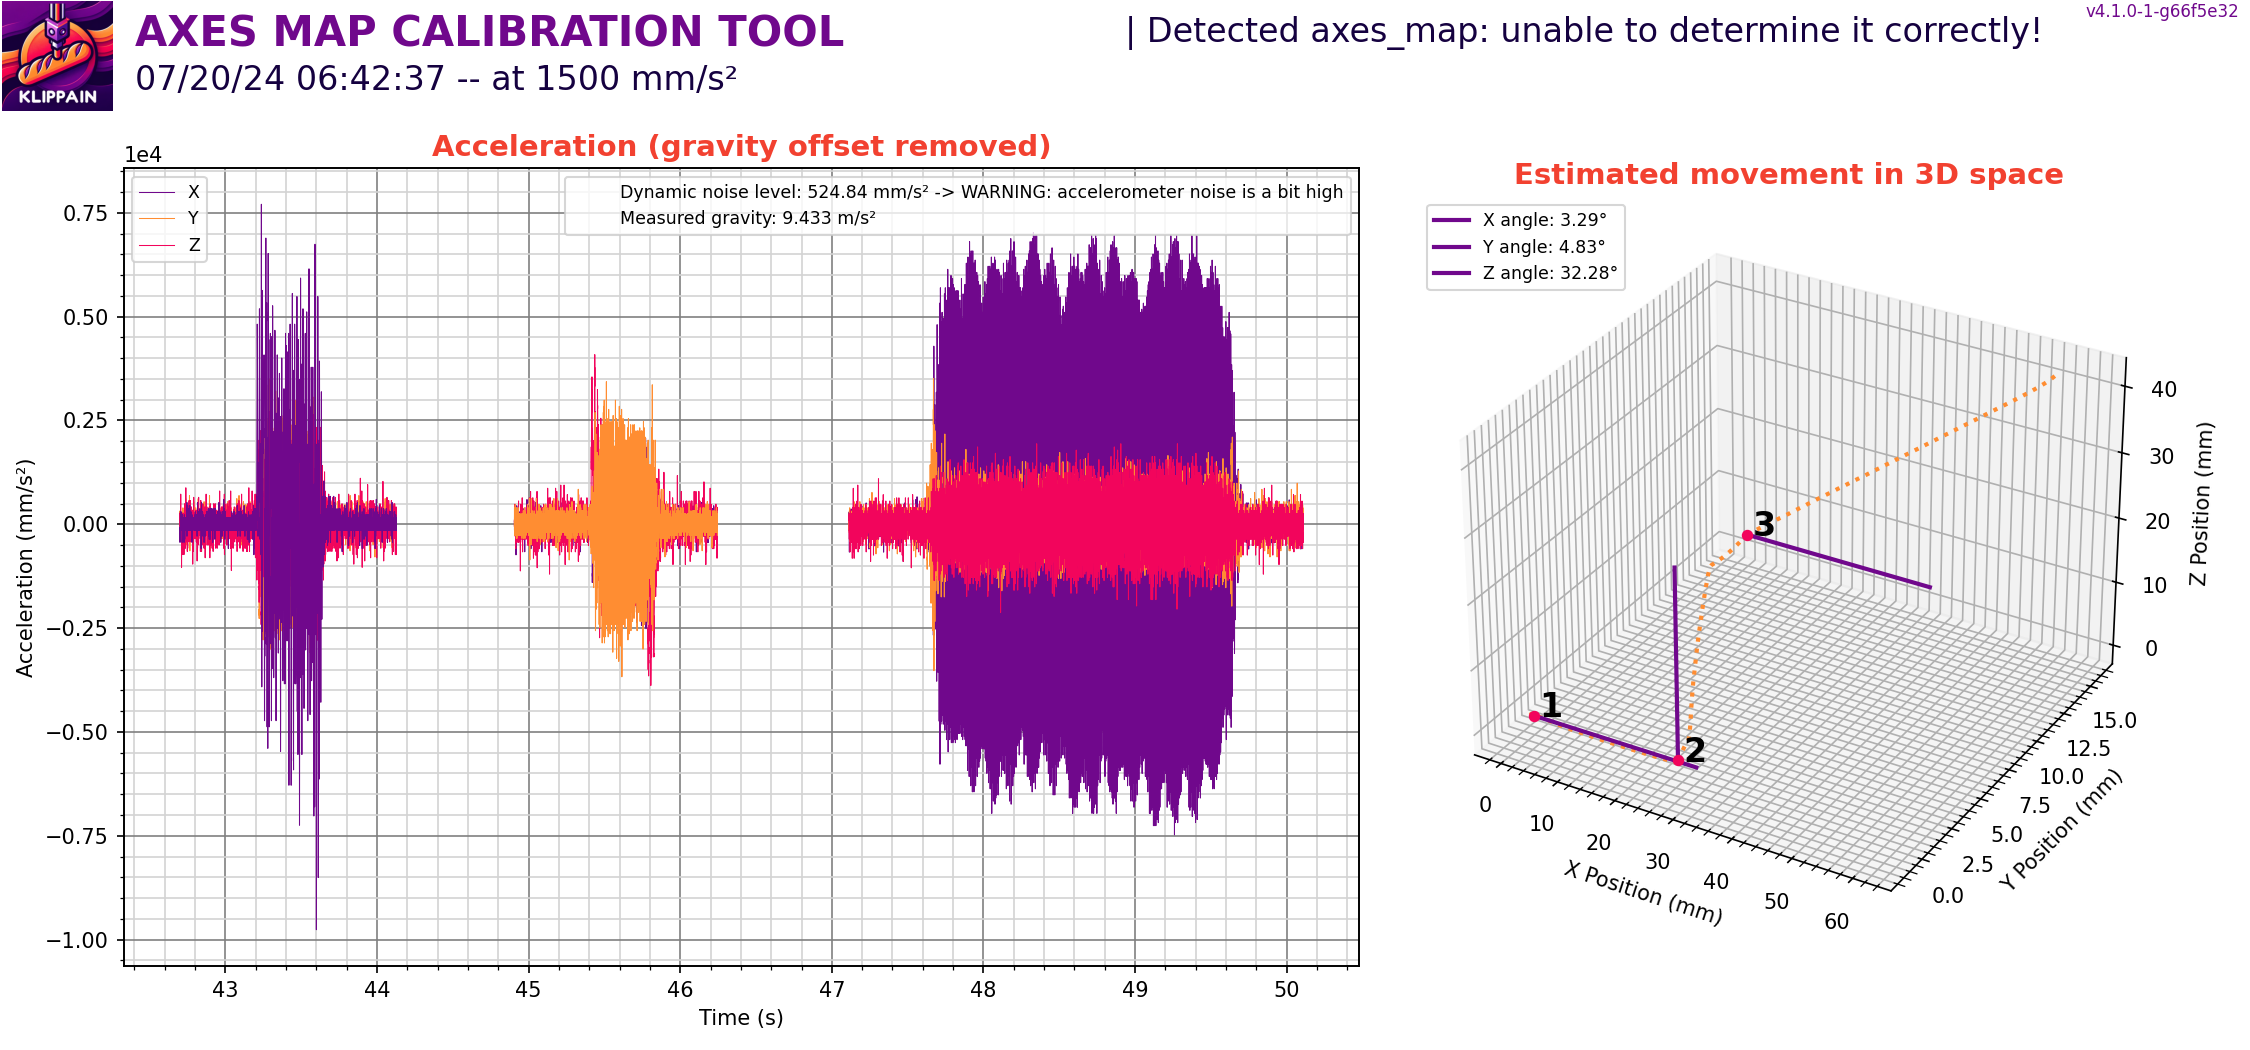 KLIPPAIN
AXES MAP CALIBRATION TOOL
07/20/24 06:42:37 -- at 1500 mm/s²
| Detected axes_map: unable to determine it correctly!
v4.1.0-1-g66f5e32
Acceleration (gravity offset removed)
1e4
X
Y
Z
Dynamic noise level: 524.84 mm/s² -> WARNING: accelerometer noise is a bit high
Measured gravity: 9.433 m/s²
0.75
0.50
0.25
0.00
−0.25
−0.50
−0.75
−1.00
Acceleration (mm/s²)
43 44 45 46 47 48 49 50
Time (s)
Estimated movement in 3D space
X angle: 3.29°
Y angle: 4.83°
Z angle: 32.28°
1
2
3
0 10 20 30 40 50 60
X Position (mm)
0.0 2.5 5.0 7.5 10.0 12.5 15.0
Y Position (mm)
40
30
20
10
0
Z Position (mm)